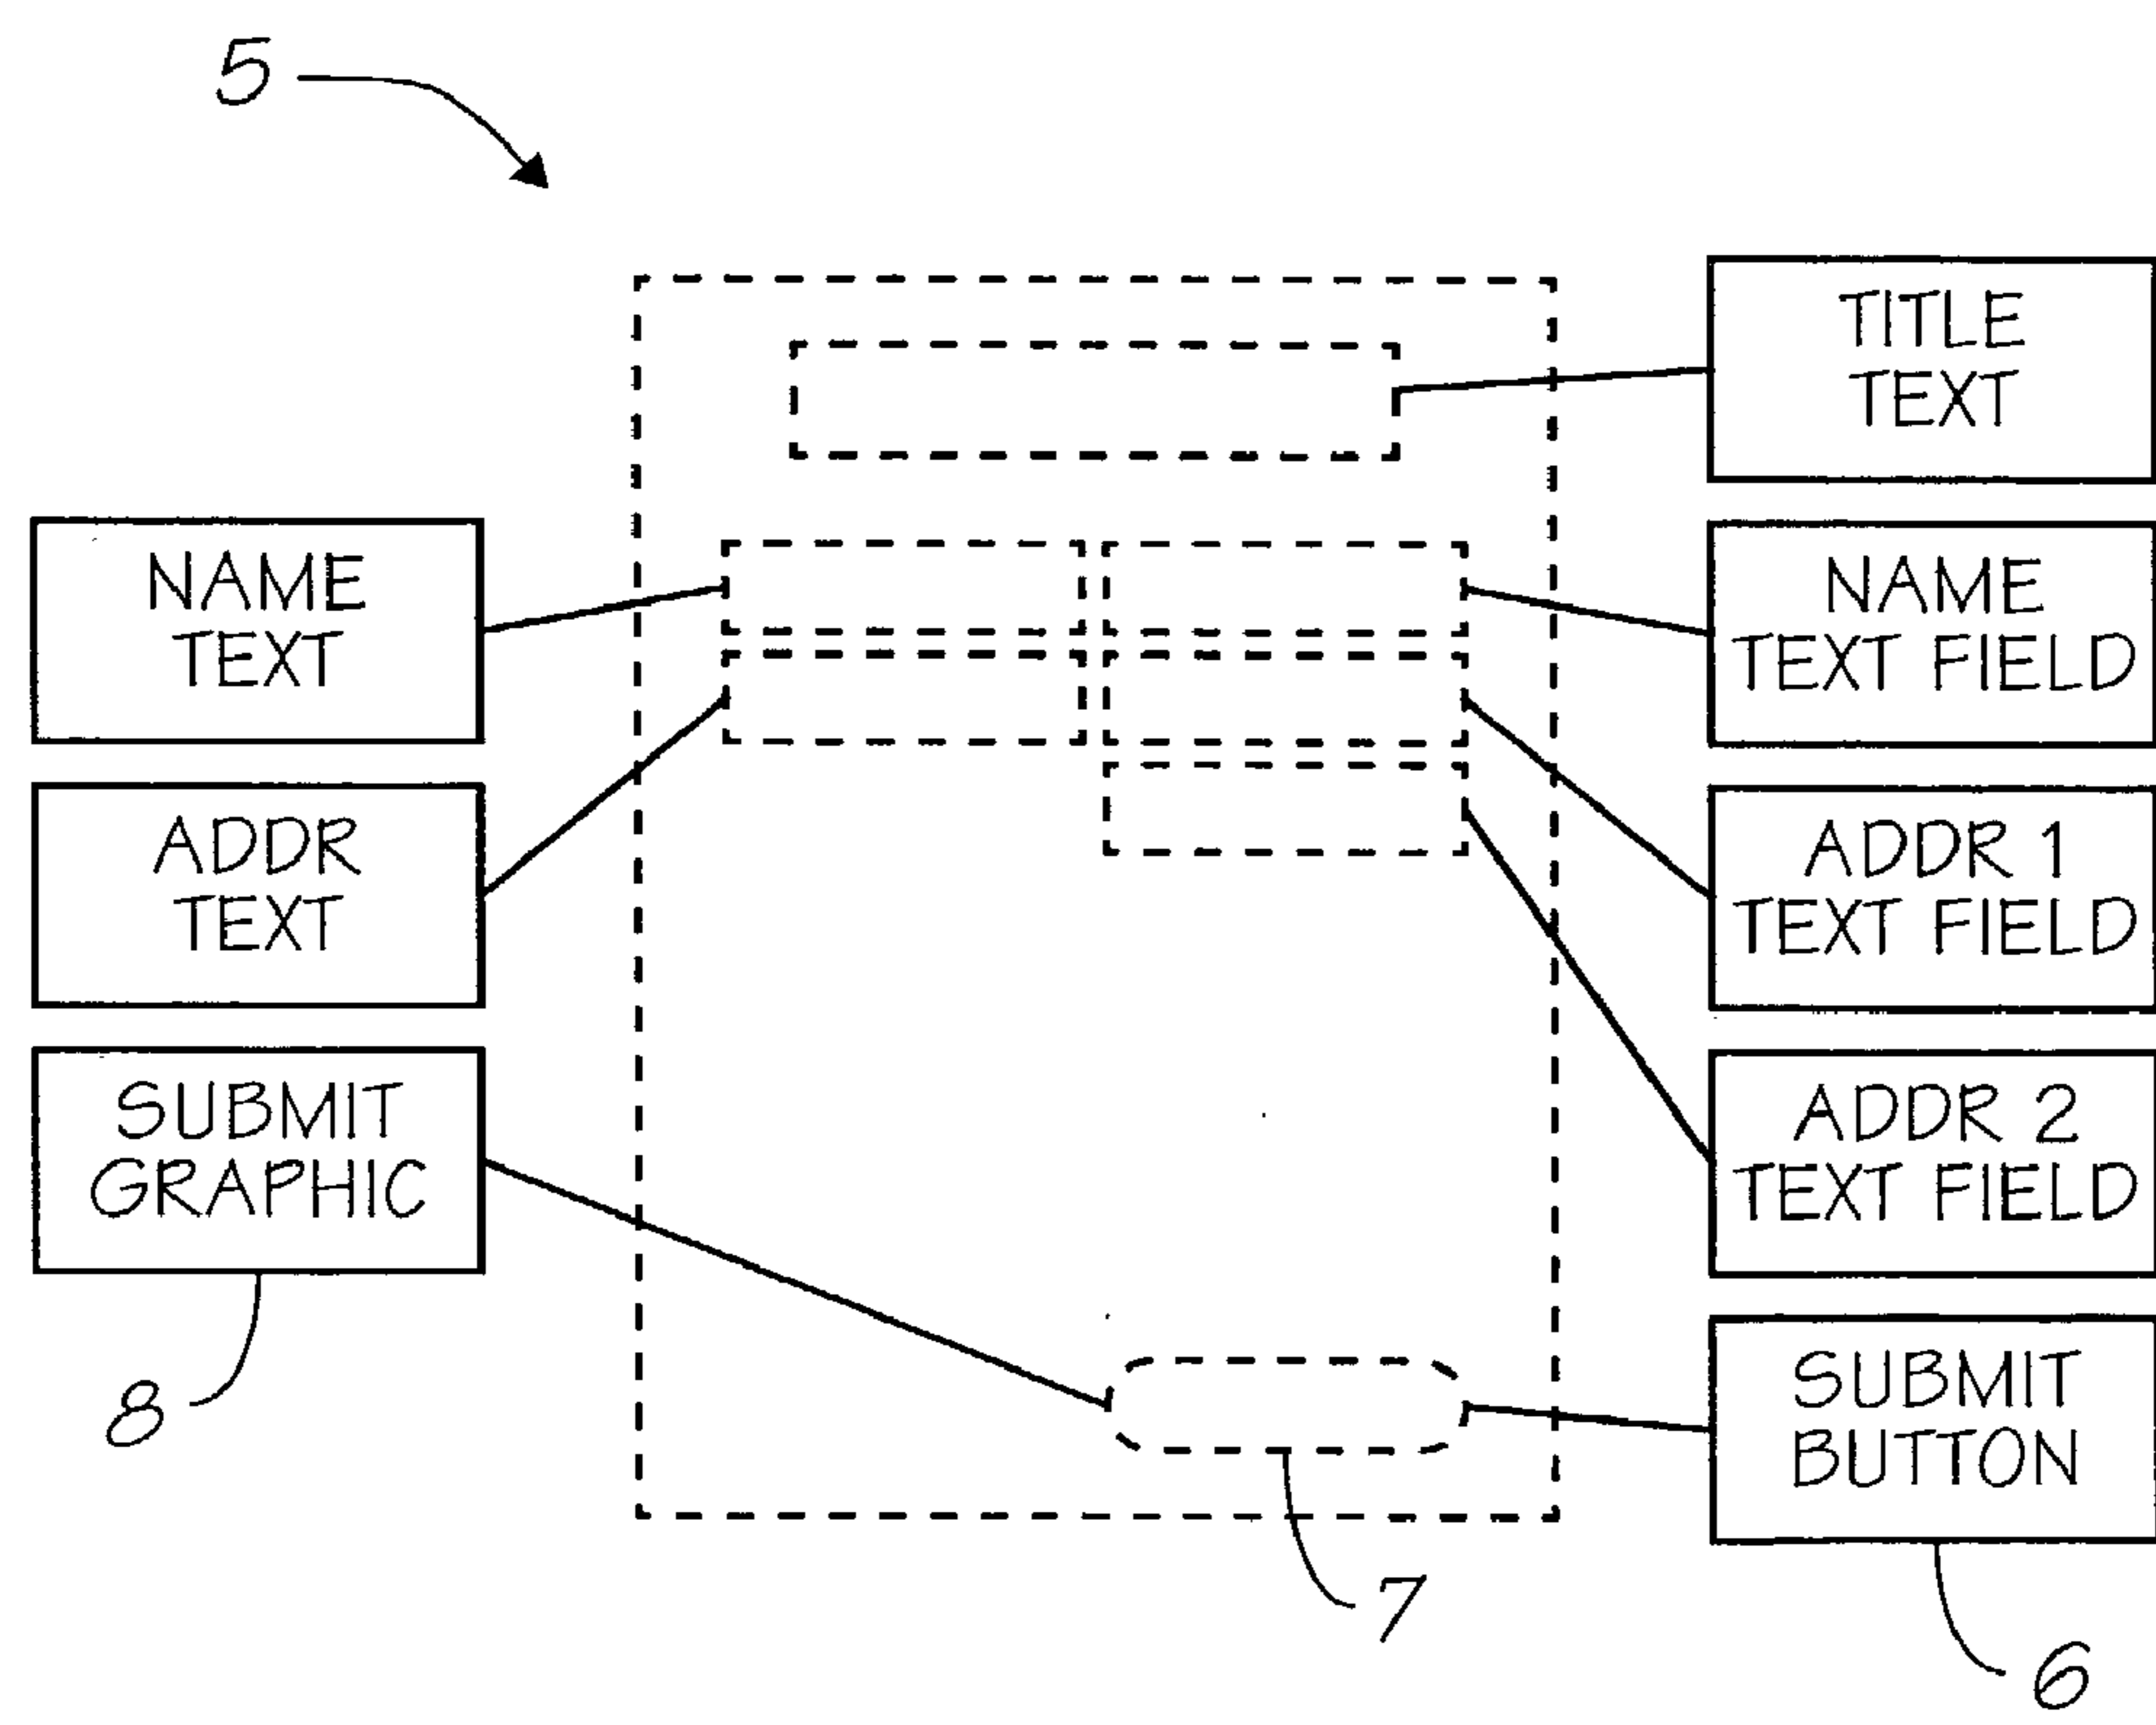 5
TITLE
TEXT
NAME
TEXT
NAME
TEXT FIELD
ADDR
TEXT
ADDR 1
TEXT FIELD
SUBMIT
GRAPHIC
ADDR 2
TEXT FIELD
SUBMIT
BUTTON
8
7
6